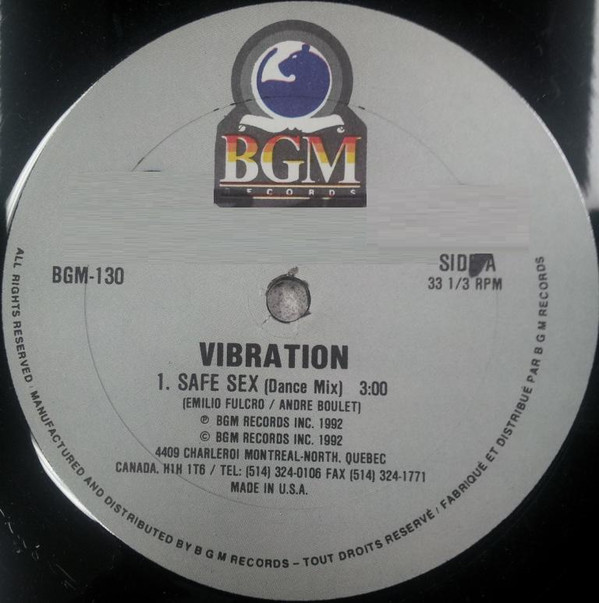 BGM
RECORDS
BGM-130
SIDE A
33 1/3 RPM
VIBRATION
1. SAFE SEX (Dance Mix) 3:00
(EMILIO FULCRO / ANDRE BOULET)
℗ BGM RECORDS INC. 1992
© BGM RECORDS INC. 1992
4409 CHARLEROI MONTREAL-NORTH, QUEBEC
CANADA, H1H 1T6 / TEL: (514) 324-0106 FAX (514) 324-1771
MADE IN U.S.A.
ALL RIGHTS RESERVED / MANUFACTURED AND DISTRIBUTED BY B G M RECORDS – TOUT DROITS RESERVÉ / FABRIQUÉ ET DISTRIBUÉ PAR B G M RECORDS